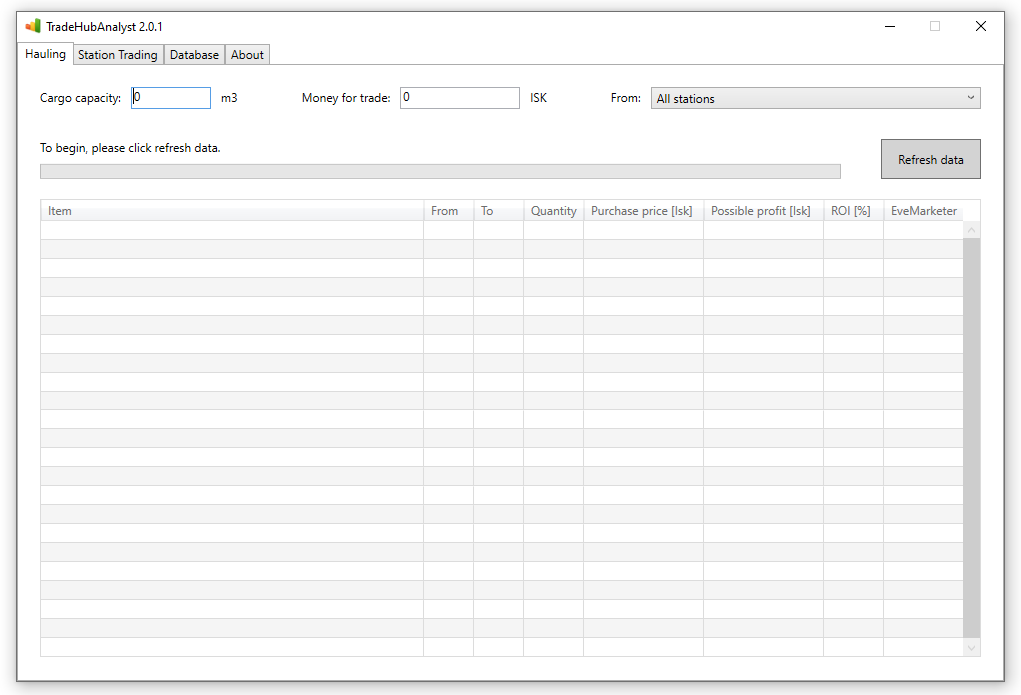 TradeHubAnalyst 2.0.1
Hauling Station Trading Database About
Cargo capacity: 0 m3 Money for trade: 0 ISK From: All stations
To begin, please click refresh data.
Refresh data
Item From To Quantity Purchase price [Isk] Possible profit [Isk] ROI [%] EveMarketer